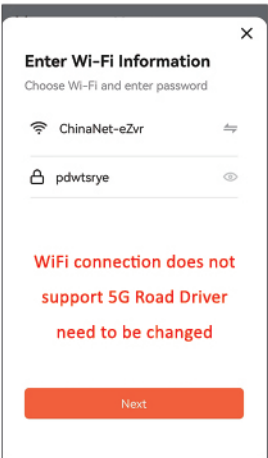 Enter Wi-Fi Information
Choose Wi-Fi and enter password
ChinaNet-eZvr
pdwtsrye
WiFi connection does not
support 5G Road Driver
need to be changed
Next